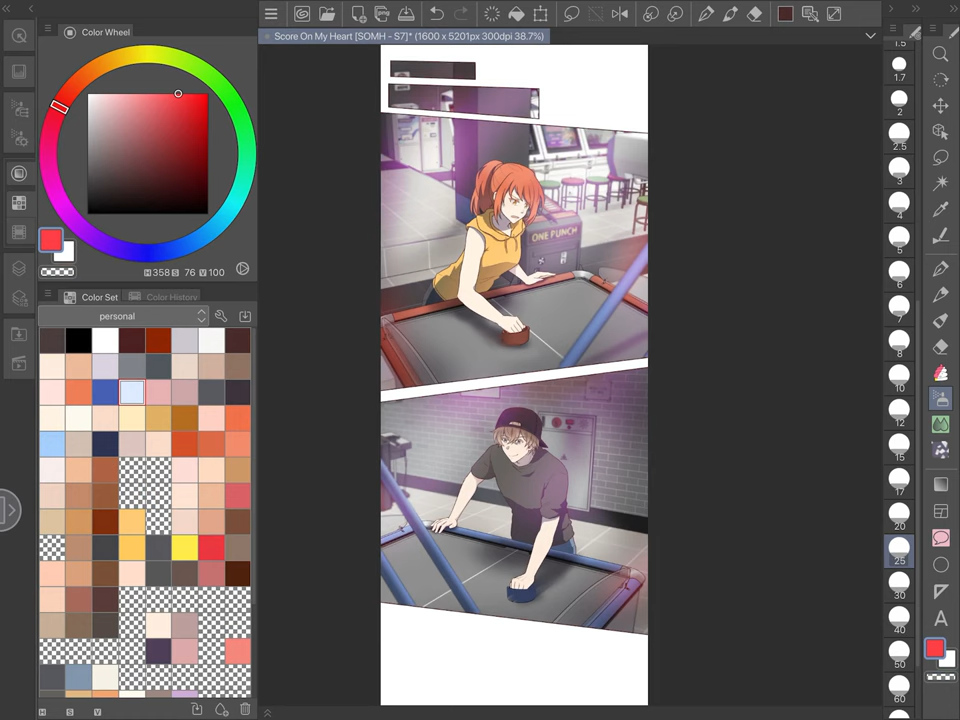 Score On My Heart [SOMH - S7]* (1600 x 5201px 300dpi 38.7%)
Color Wheel
H 358 S 76 V 100
Color Set
Color History
personal
ONE PUNCH
H S V
1.5
1.7
2
2.5
3
4
5
6
7
8
10
12
15
17
20
25
30
40
50
60
A